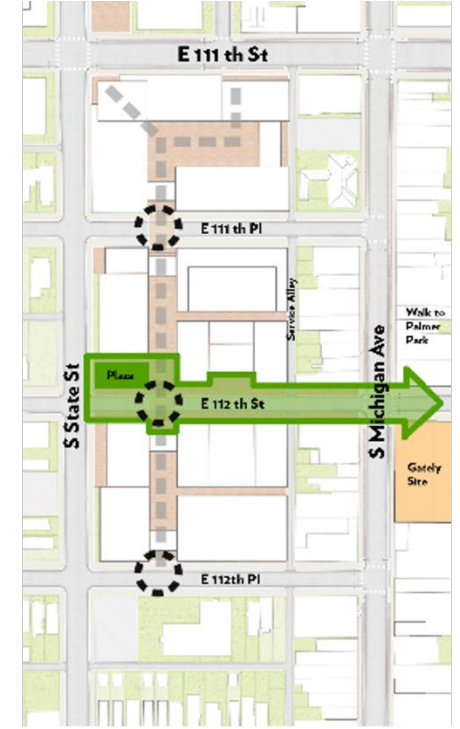 E 111 th St
E 111 th Pl
Service Alley
Walk to
Palmer
Park
S State St
Plaza
E 112 th St
S Michigan Ave
Gately
Site
E 112th Pl